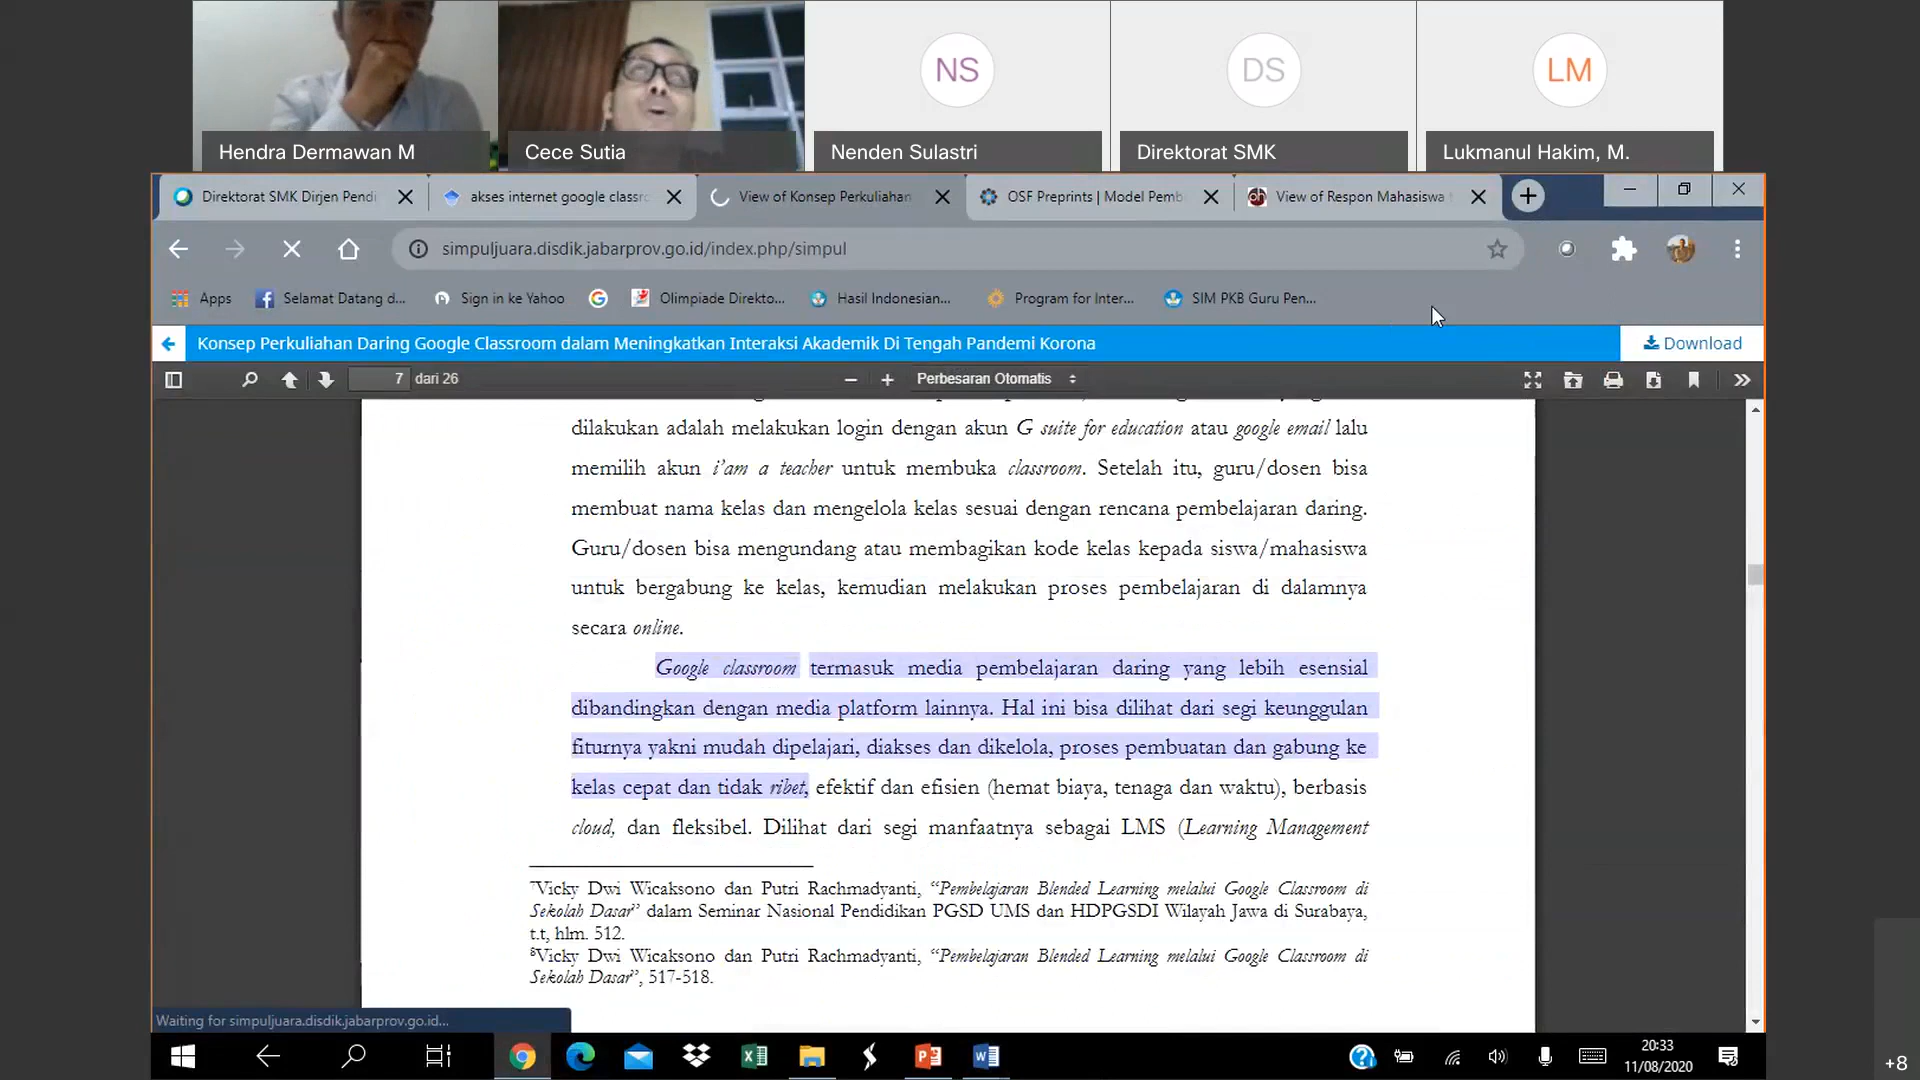 NS
DS
LM
Hendra Dermawan M
Cece Sutia
Nenden Sulastri
Direktorat SMK
Lukmanul Hakim, M.
Direktorat SMK Dirjen Pendi
akses internet google classr
View of Konsep Perkuliahan
OSF Preprints | Model Pemb
View of Respon Mahasiswa
simpuljuara.disdik.jabarprov.go.id/index.php/simpul
Apps
Selamat Datang d...
Sign in ke Yahoo
Olimpiade Direkto...
Hasil Indonesian...
Program for Inter...
SIM PKB Guru Pen...
Konsep Perkuliahan Daring Google Classroom dalam Meningkatkan Interaksi Akademik Di Tengah Pandemi Korona
Download
7 dari 26
Perbesaran Otomatis
dilakukan adalah melakukan login dengan akun G suite for education atau google email lalu
memilih akun i'am a teacher untuk membuka classroom. Setelah itu, guru/dosen bisa
membuat nama kelas dan mengelola kelas sesuai dengan rencana pembelajaran daring.
Guru/dosen bisa mengundang atau membagikan kode kelas kepada siswa/mahasiswa
untuk bergabung ke kelas, kemudian melakukan proses pembelajaran di dalamnya
secara online.
Google classroom termasuk media pembelajaran daring yang lebih esensial
dibandingkan dengan media platform lainnya. Hal ini bisa dilihat dari segi keunggulan
fiturnya yakni mudah dipelajari, diakses dan dikelola, proses pembuatan dan gabung ke
kelas cepat dan tidak ribet, efektif dan efisien (hemat biaya, tenaga dan waktu), berbasis
cloud, dan fleksibel. Dilihat dari segi manfaatnya sebagai LMS (Learning Management
⁷Vicky Dwi Wicaksono dan Putri Rachmadyanti, “Pembelajaran Blended Learning melalui Google Classroom di
Sekolah Dasar” dalam Seminar Nasional Pendidikan PGSD UMS dan HDPGSDI Wilayah Jawa di Surabaya,
t.t, hlm. 512.
⁸Vicky Dwi Wicaksono dan Putri Rachmadyanti, “Pembelajaran Blended Learning melalui Google Classroom di
Sekolah Dasar”, 517-518.
Waiting for simpuljuara.disdik.jabarprov.go.id...
20:33
11/08/2020
+8